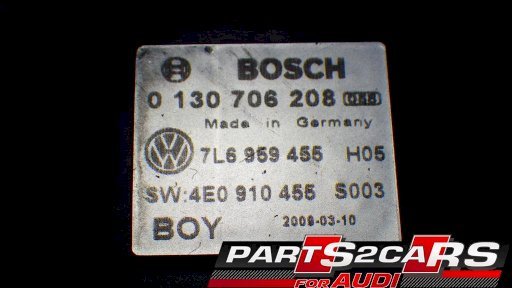 BOSCH
0 130 706 208 088
Made in Germany
7L6 959 455 H05
SW:4E0 910 455 S003
BOY 2009-03-10
PARTS2CARS
FOR AUDI